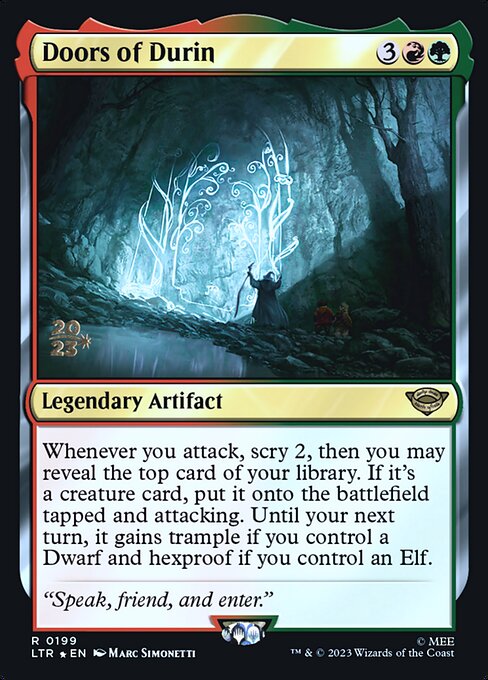 Doors of Durin 3
20
23
Legendary Artifact
Whenever you attack, scry 2, then you may
reveal the top card of your library. If it's
a creature card, put it onto the battlefield
tapped and attacking. Until your next
turn, it gains trample if you control a
Dwarf and hexproof if you control an Elf.
"Speak, friend, and enter."
R 0199
© MEE
LTR ★ EN Marc Simonetti
™ & © 2023 Wizards of the Coast